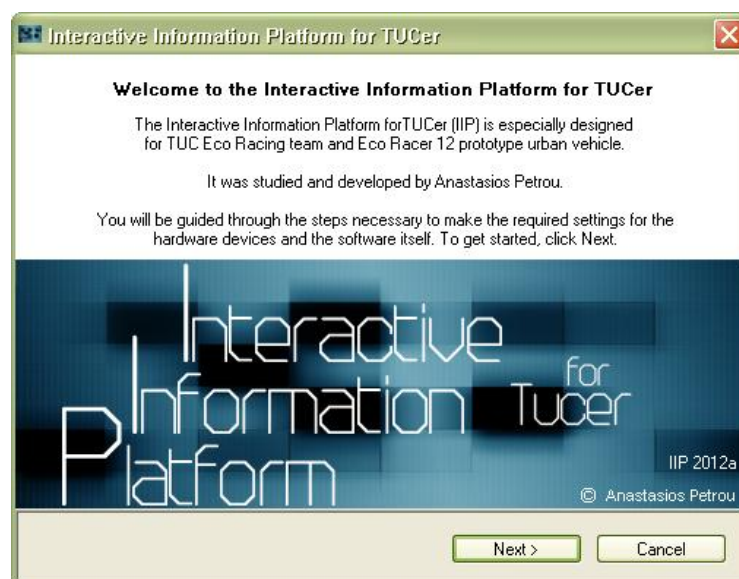 Interactive Information Platform for TUCer
Welcome to the Interactive Information Platform for TUCer
The Interactive Information Platform forTUCer (IIP) is especially designed
for TUC Eco Racing team and Eco Racer 12 prototype urban vehicle.
It was studied and developed by Anastasios Petrou.
You will be guided through the steps necessary to make the required settings for the
hardware devices and the software itself. To get started, click Next.
Interactive
Information
Platform
for
Tucer
IIP 2012a
© Anastasios Petrou
Next >
Cancel